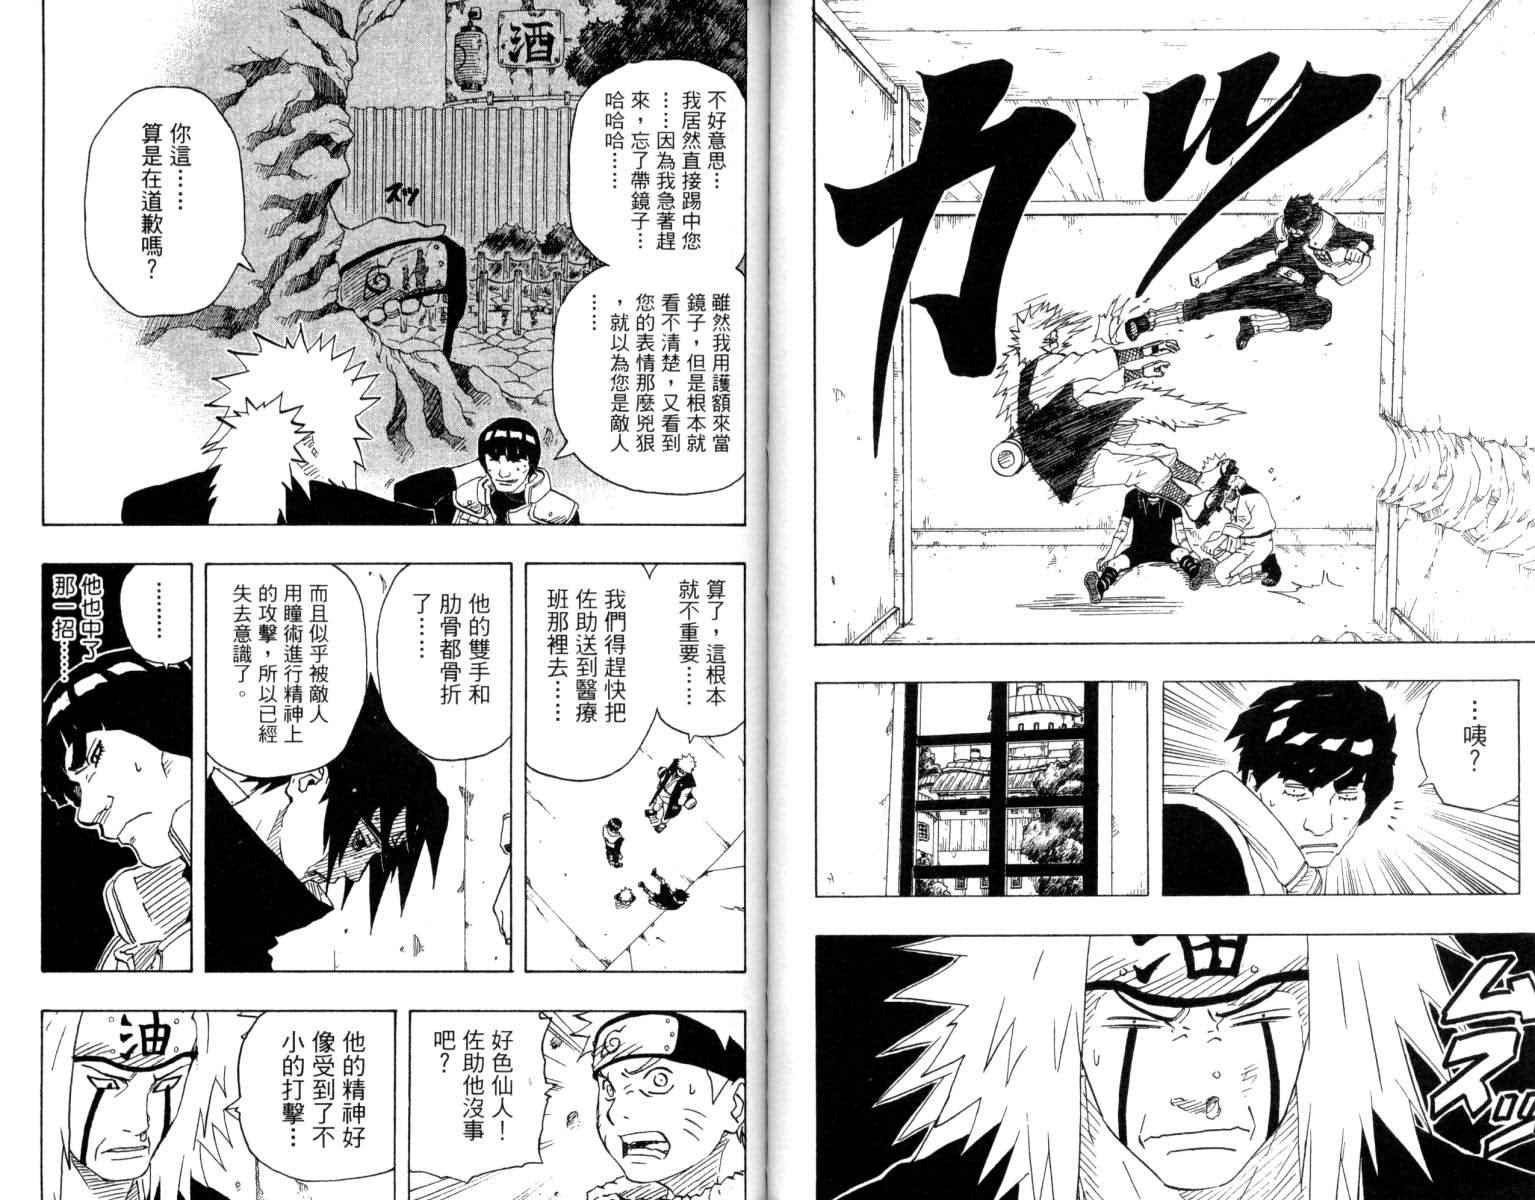 カッ
…咦?
油
ムスッ
酒
不好意思…
我居然直接踢中您
……因為我急著趕
來，忘了帶鏡子…
哈哈哈……
雖然我用護額來當
鏡子，但是根本就
看不清楚，又看到
您的表情那麼兇狠
，就以為您是敵人
……
ズッ
你這……
算是在道歉嗎?
算了，這根本
就不重要……
我們得趕快把
佐助送到醫療
班那裡去……
他的雙手和
肋骨都骨折
了……
而且似乎被敵人
用瞳術進行精神上
的攻擊，所以已經
失去意識了。
………
他也中了
那一招……
好色仙人!
佐助他沒事
吧?
他的精神好
像受到了不
小的打擊…
油